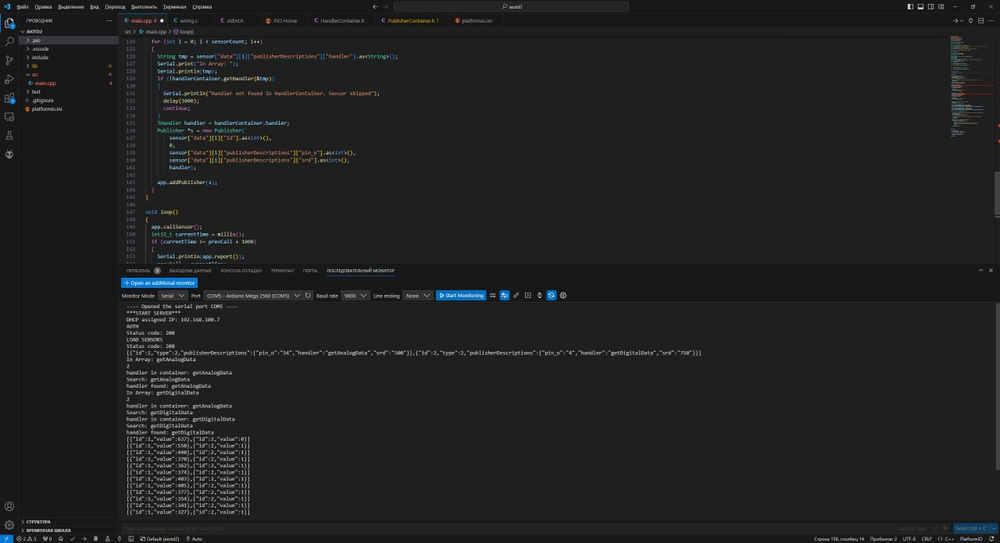 Файл Правка Выделение Вид Переход Выполнить Терминал Справка
aiotd2
ПРОВОДНИК
main.cpp 4
wiring.c
stdint.h
PIO Home
HandlerContainer.h
PublisherContainer.h 1
platformio.ini
AIOTD2
.pio
.vscode
include
lib
src
main.cpp 4
test
.gitignore
platformio.ini
src > main.cpp > loop()
124 for (int i = 0; i < sensorCount; i++)
125 {
126 String tmp = sensor["data"][i]["publisherDescriptions"]["handler"].as<String>();
127 Serial.print("In Array: ");
128 Serial.println(tmp);
129 if (!handlerContainer.getHandler(&tmp))
130 {
131 Serial.println("Handler not found in HandlerContainer. Sensor skipped");
132 delay(1000);
133 continue;
134 }
135 THandler handler = handlerContainer.handler;
136 Publisher *s = new Publisher(
137 sensor["data"][i]["id"].as<int>(),
138 0,
139 sensor["data"][i]["publisherDescriptions"]["pin_o"].as<int>(),
140 sensor["data"][i]["publisherDescriptions"]["srd"].as<int>(),
141 handler);
142
143 app.addPublisher(s);
144 }
145 }
146
147 void loop()
148 {
149 app.callSensor();
150 int32_t currentTime = millis();
151 if (currentTime >= prevCall + 1000)
152 {
153 Serial.println(app.report());
ПРОБЛЕМЫ 5 ВЫХОДНЫЕ ДАННЫЕ КОНСОЛЬ ОТЛАДКИ ТЕРМИНАЛ ПОРТЫ ПОСЛЕДОВАТЕЛЬНЫЙ МОНИТОР
+ Open an additional monitor
Monitor Mode Serial Port COM5 - Arduino Mega 2560 (COM5) Baud rate 9600 Line ending None Start Monitoring
---- Opened the serial port COM5 ----
***START SERVER***
DHCP assigned IP: 192.168.100.7
AUTH
Status code: 200
LOAD SENSORS
Status code: 200
[{"id":1,"type":2,"publisherDescriptions":{"pin_o":"54","handler":"getAnalogData","srd":"500"}},{"id":2,"type":2,"publisherDescriptions":{"pin_o":"4","handler":"getDigitalData","srd":"750"}}]
In Array: getAnalogData
2
handler in container: getAnalogData
Search: getAnalogData
handler found: getAnalogData
In Array: getDigitalData
2
handler in container: getAnalogData
Search: getDigitalData
handler in container: getDigitalData
Search: getDigitalData
handler found: getDigitalData
[{"id":1,"value":637},{"id":2,"value":0}]
[{"id":1,"value":550},{"id":2,"value":1}]
[{"id":1,"value":440},{"id":2,"value":1}]
[{"id":1,"value":370},{"id":2,"value":1}]
[{"id":1,"value":362},{"id":2,"value":1}]
[{"id":1,"value":374},{"id":2,"value":1}]
[{"id":1,"value":403},{"id":2,"value":1}]
[{"id":1,"value":405},{"id":2,"value":1}]
[{"id":1,"value":377},{"id":2,"value":1}]
[{"id":1,"value":354},{"id":2,"value":1}]
[{"id":1,"value":341},{"id":2,"value":1}]
[{"id":1,"value":327},{"id":2,"value":1}]
СТРУКТУРА
ВРЕМЕННАЯ ШКАЛА
Type in a message to send to the serial port.
Send as Text
Send Ctrl + C
2 3 0 Default (aiotd2) Auto
Строка 156, столбец 14 Пробелов: 2 UTF-8 CRLF {} C++ PlatformIO